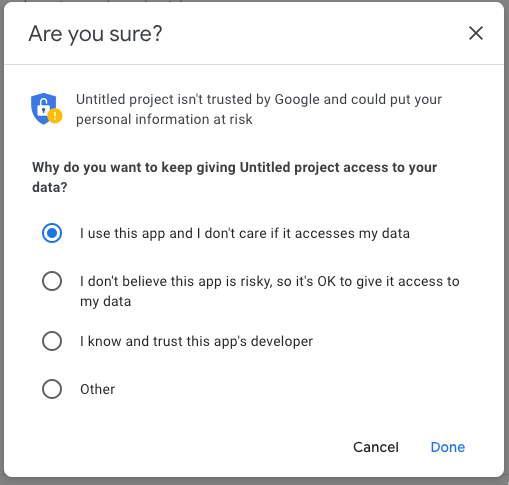 Are you sure?
Untitled project isn't trusted by Google and could put your
personal information at risk
Why do you want to keep giving Untitled project access to your
data?
I use this app and I don't care if it accesses my data
I don't believe this app is risky, so it's OK to give it access to
my data
I know and trust this app's developer
Other
Cancel Done